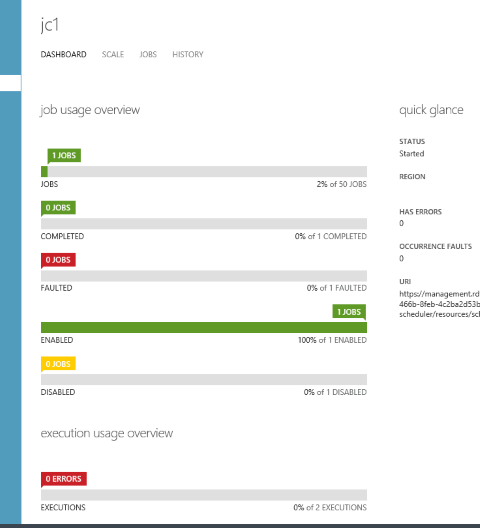 jc1
DASHBOARD SCALE JOBS HISTORY
job usage overview
1 JOBS
JOBS 2% of 50 JOBS
0 JOBS
COMPLETED 0% of 1 COMPLETED
0 JOBS
FAULTED 0% of 1 FAULTED
1 JOBS
ENABLED 100% of 1 ENABLED
0 JOBS
DISABLED 0% of 1 DISABLED
execution usage overview
0 ERRORS
EXECUTIONS 0% of 2 EXECUTIONS
quick glance
STATUS
Started
REGION
HAS ERRORS
0
OCCURRENCE FAULTS
0
URI
https://management.rd
466b-8feb-4c2ba2d53b
scheduler/resources/scl